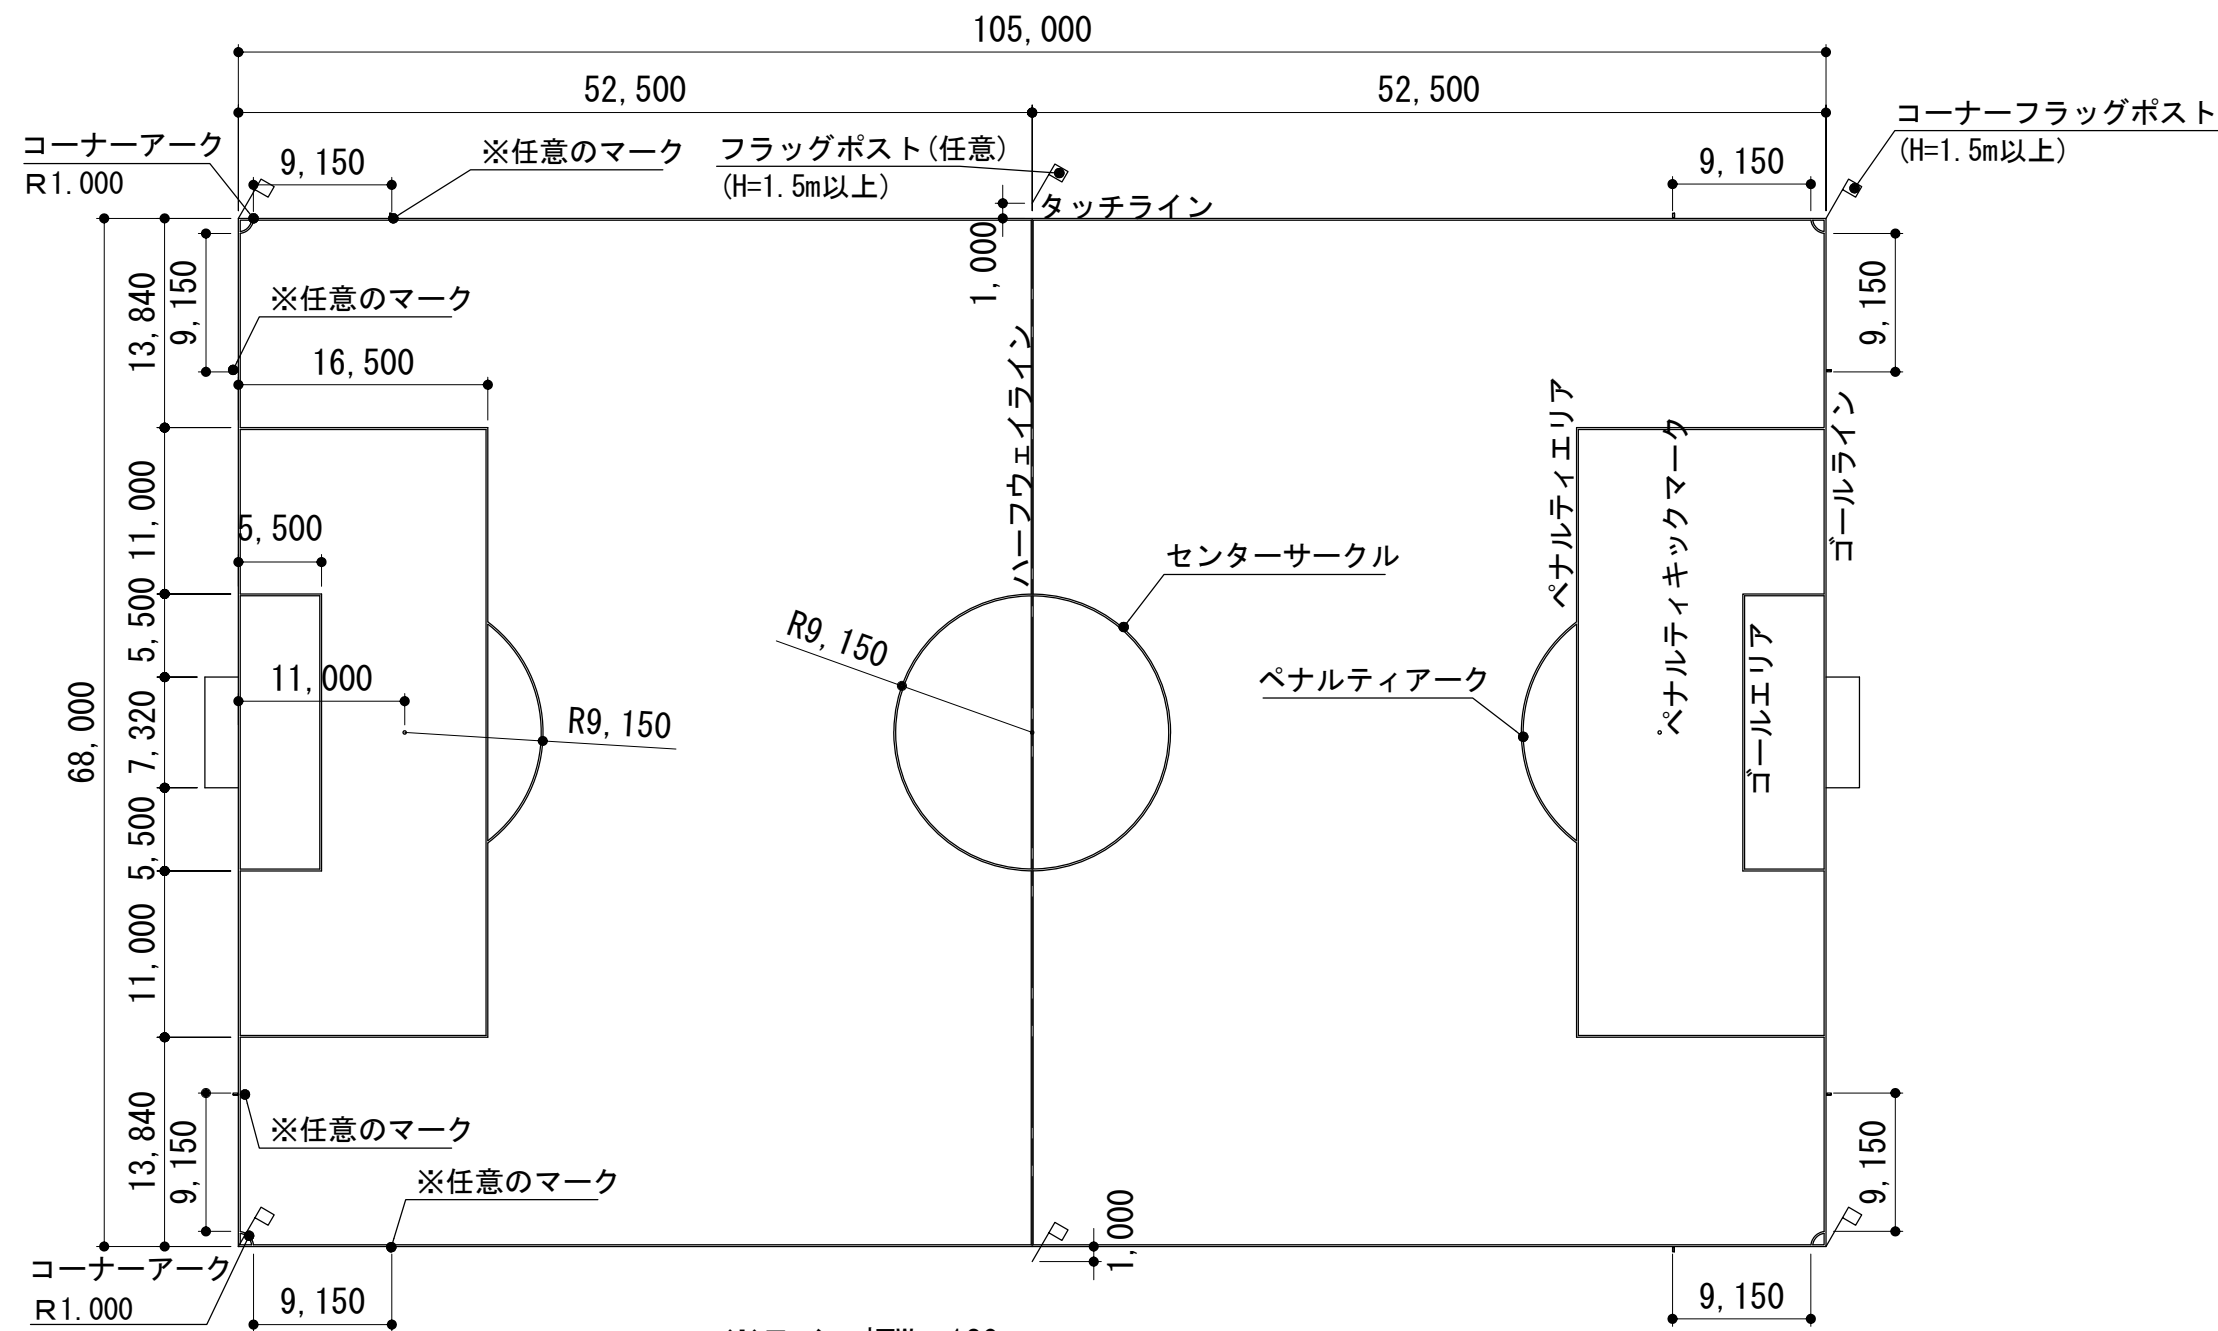 105,000
52,500
52,500
コーナーフラッグポスト
(H=1.5m以上)
コーナーアーク
R1.000
9,150
※任意のマーク
フラッグポスト(任意)
(H=1.5m以上)
9,150
タッチライン
1,000
13,840
9,150
※任意のマーク
9,150
16,500
ハーフウェイライン
ペナルティエリア
ペナルティキックマーク
ゴールライン
11,000
5,500
センターサークル
5,500
R9,150
ゴールエリア
11,000
ペナルティアーク
68,000
7,320
R9,150
5,500
11,000
13,840
9,150
※任意のマーク
9,150
※任意のマーク
1,000
コーナーアーク
R1.000
9,150
9,150